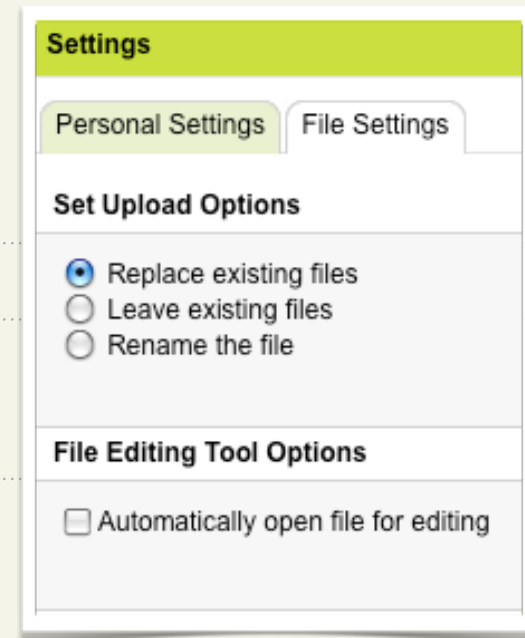 Settings
Personal Settings
File Settings
Set Upload Options
Replace existing files
Leave existing files
Rename the file
File Editing Tool Options
Automatically open file for editing